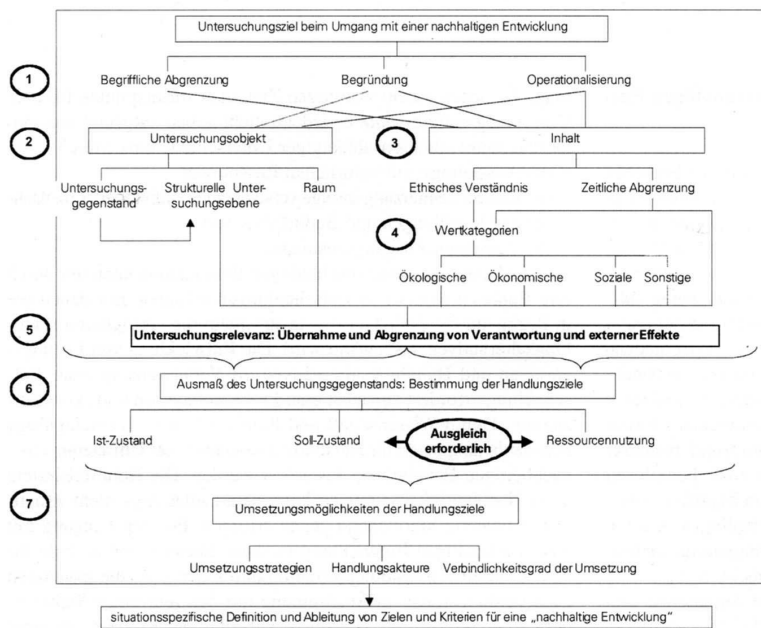 Untersuchungsziel beim Umgang mit einer nachhaltigen Entwicklung
1
Begriffliche Abgrenzung Begründung Operationalisierung
2 Untersuchungsobjekt 3 Inhalt
Untersuchungs-
gegenstand
Strukturelle Unter-
suchungsebene
Raum
Ethisches Verständnis Zeitliche Abgrenzung
4 Wertkategorien
Ökologische Ökonomische Soziale Sonstige
5 Untersuchungsrelevanz: Übernahme und Abgrenzung von Verantwortung und externer Effekte
6 Ausmaß des Untersuchungsgegenstands: Bestimmung der Handlungsziele
Ist-Zustand Soll-Zustand
Ausgleich
erforderlich
Ressourcennutzung
7 Umsetzungsmöglichkeiten der Handlungsziele
Umsetzungsstrategien Handlungsakteure Verbindlichkeitsgrad der Umsetzung
situationsspezifische Definition und Ableitung von Zielen und Kriterien für eine „nachhaltige Entwicklung“